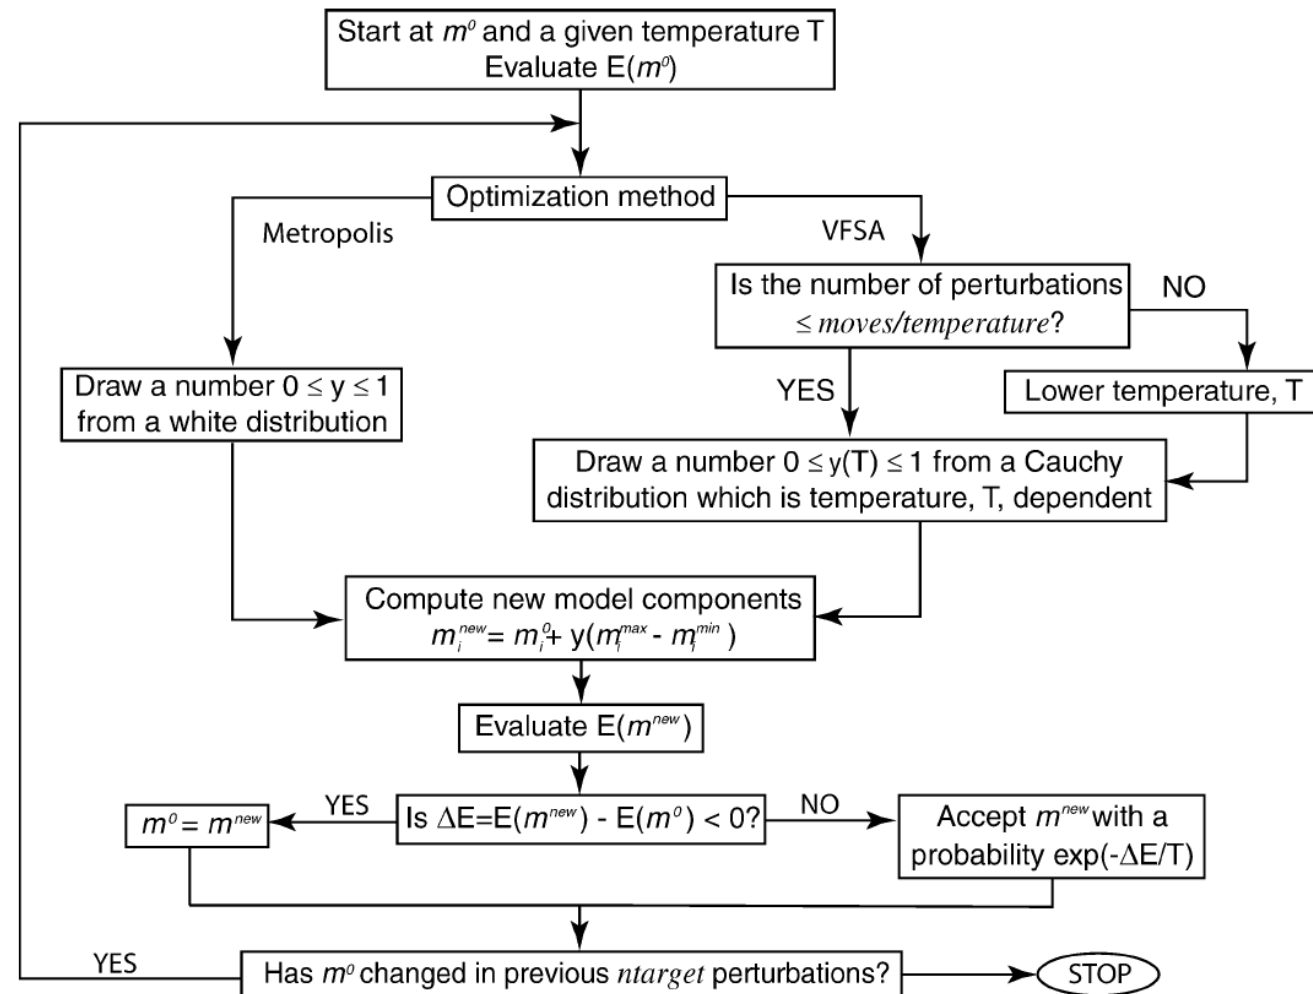 Start at m⁰ and a given temperature T
Evaluate E(m⁰)
Optimization method
Metropolis
VFSA
Is the number of perturbations
≤ moves/temperature?
NO
YES
Lower temperature, T
Draw a number 0 ≤ y ≤ 1
from a white distribution
Draw a number 0 ≤ y(T) ≤ 1 from a Cauchy
distribution which is temperature, T, dependent
Compute new model components
mᵢⁿᵉʷ = mᵢ⁰ + y(mᵢᵐᵃˣ - mᵢᵐⁱⁿ )
Evaluate E(mⁿᵉʷ)
Is ΔE=E(mⁿᵉʷ) - E(m⁰) < 0?
YES
NO
m⁰ = mⁿᵉʷ
Accept mⁿᵉʷ with a
probability exp(-ΔE/T)
Has m⁰ changed in previous ntarget perturbations?
YES
STOP